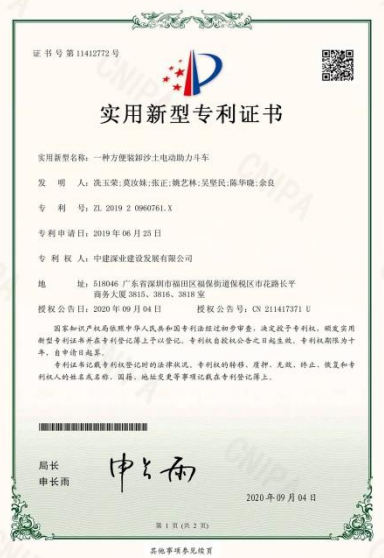 证书号第11412772号
实用新型专利证书
实用新型名称：一种方便装卸沙土电动助力斗车
发明人：冼玉荣;莫汝妹;张正;姚艺林;吴坚民;陈华晓;余良
专利号：ZL 2019 2 0960761.X
专利申请日：2019年06月25日
专利权人：中建深业建设发展有限公司
地址：518046 广东省深圳市福田区福保街道保税区市花路长平
商务大厦3815、3816、3818室
授权公告日：2020年09月04日 授权公告号：CN 211417371 U
国家知识产权局依照中华人民共和国专利法经过初步审查，决定授予专利权，颁发实用
新型专利证书并在专利登记簿上予以登记。专利权自授权公告之日起生效。专利权期限为十
年，自申请日起算。
专利证书记载专利权登记时的法律状况。专利权的转移、质押、无效、终止、恢复和专
利权人的姓名或名称、国籍、地址变更等事项记载在专利登记簿上。
局长
申长雨
申长雨
2020年09月04日
第 1 页 (共 2 页)
其他事项参见续页
CNIPA
CNIPA
CNIPA